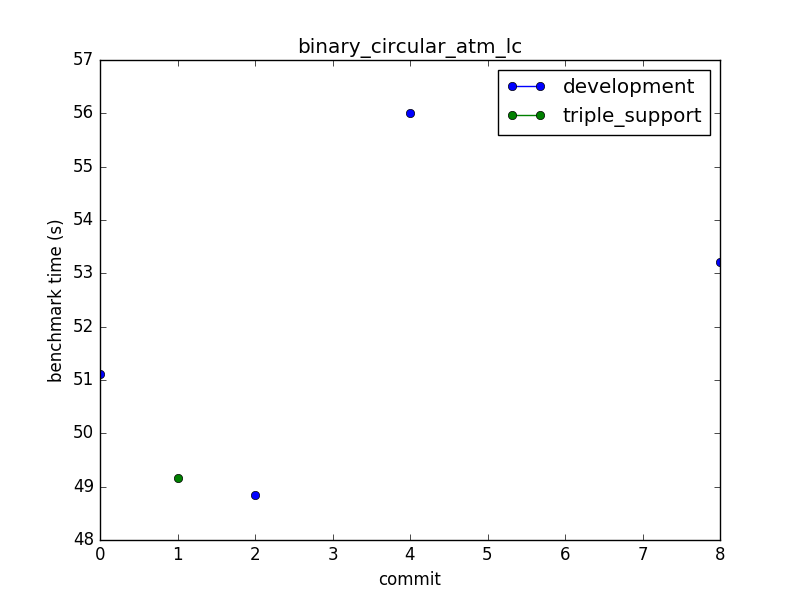 binary_circular_atm_lc
development
triple_support
57
56
55
54
53
52
51
50
49
48
benchmark time (s)
0 1 2 3 4 5 6 7 8
commit